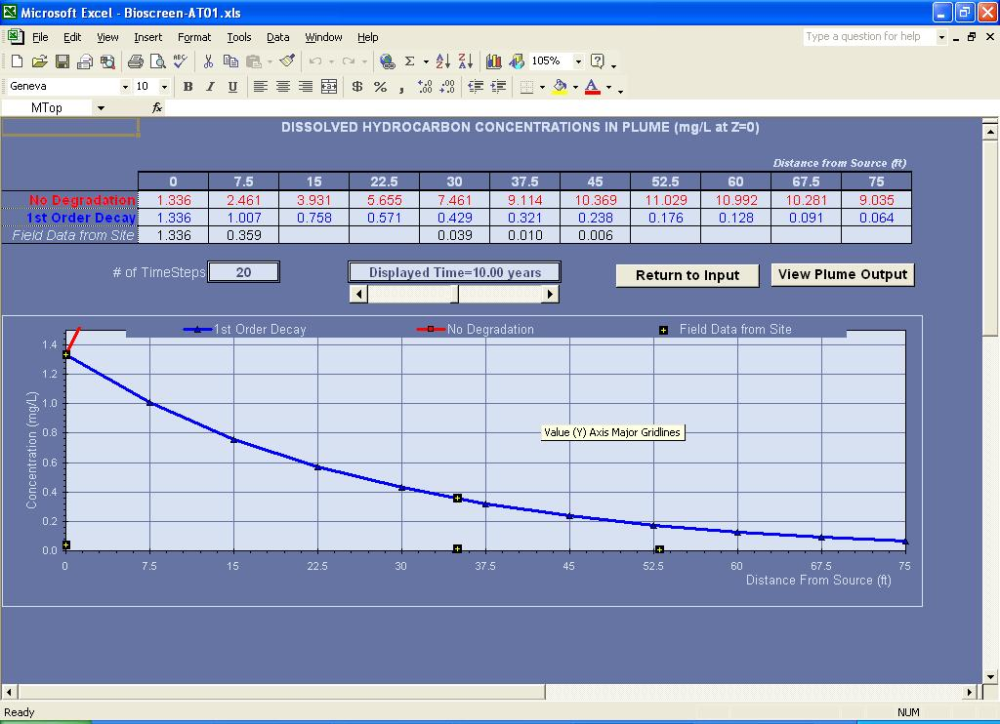 Microsoft Excel - Bioscreen-AT01.xls
File Edit View Insert Format Tools Data Window Help
Type a question for help
105%
Geneva 10 B I U $ % ,
MTop fx
DISSOLVED HYDROCARBON CONCENTRATIONS IN PLUME (mg/L at Z=0)
Distance from Source (ft)
0 7.5 15 22.5 30 37.5 45 52.5 60 67.5 75
No Degradation 1.336 2.461 3.931 5.655 7.461 9.114 10.369 11.029 10.992 10.281 9.035
1st Order Decay 1.336 1.007 0.758 0.571 0.429 0.321 0.238 0.176 0.128 0.091 0.064
Field Data from Site 1.336 0.359 0.039 0.010 0.006
# of TimeSteps 20
Displayed Time=10.00 years
Return to Input
View Plume Output
1st Order Decay No Degradation Field Data from Site
1.4
1.2
1.0
0.8
0.6
0.4
0.2
0.0
Concentration (mg/L)
Value (Y) Axis Major Gridlines
0 7.5 15 22.5 30 37.5 45 52.5 60 67.5 75
Distance From Source (ft)
Ready NUM